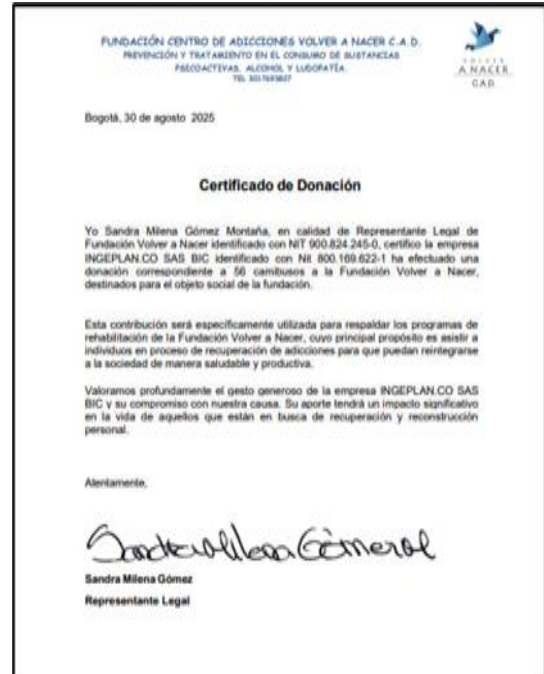 FUNDACIÓN CENTRO DE ADICCIONES VOLVER A NACER C.A.D.
PREVENCIÓN Y TRATAMIENTO EN EL CONSUMO DE SUSTANCIAS
PSICOACTIVAS, ALCOHOL Y LUDOPATÍA.
TEL
VOLVER
A NACER
CAD
Bogotá, 30 de agosto 2025
Certificado de Donación
Yo Sandra Milena Gómez Montaña, en calidad de Representante Legal de
Fundación Volver a Nacer identificado con NIT 900.824.245-0, certifico la empresa
INGEPLAN.CO SAS BIC identificado con Nit 800.169.622-1 ha efectuado una
donación correspondiente a 56 camibusos a la Fundación Volver a Nacer,
destinados para el objeto social de la fundación.
Esta contribución será específicamente utilizada para respaldar los programas de
rehabilitación de la Fundación Volver a Nacer, cuyo principal propósito es asistir a
individuos en proceso de recuperación de adicciones para que puedan reintegrarse
a la sociedad de manera saludable y productiva.
Valoramos profundamente el gesto generoso de la empresa INGEPLAN.CO SAS
BIC y su compromiso con nuestra causa. Su aporte tendrá un impacto significativo
en la vida de aquellos que están en busca de recuperación y reconstrucción
personal.
Atentamente,
Sandra Milena Gómez
Representante Legal